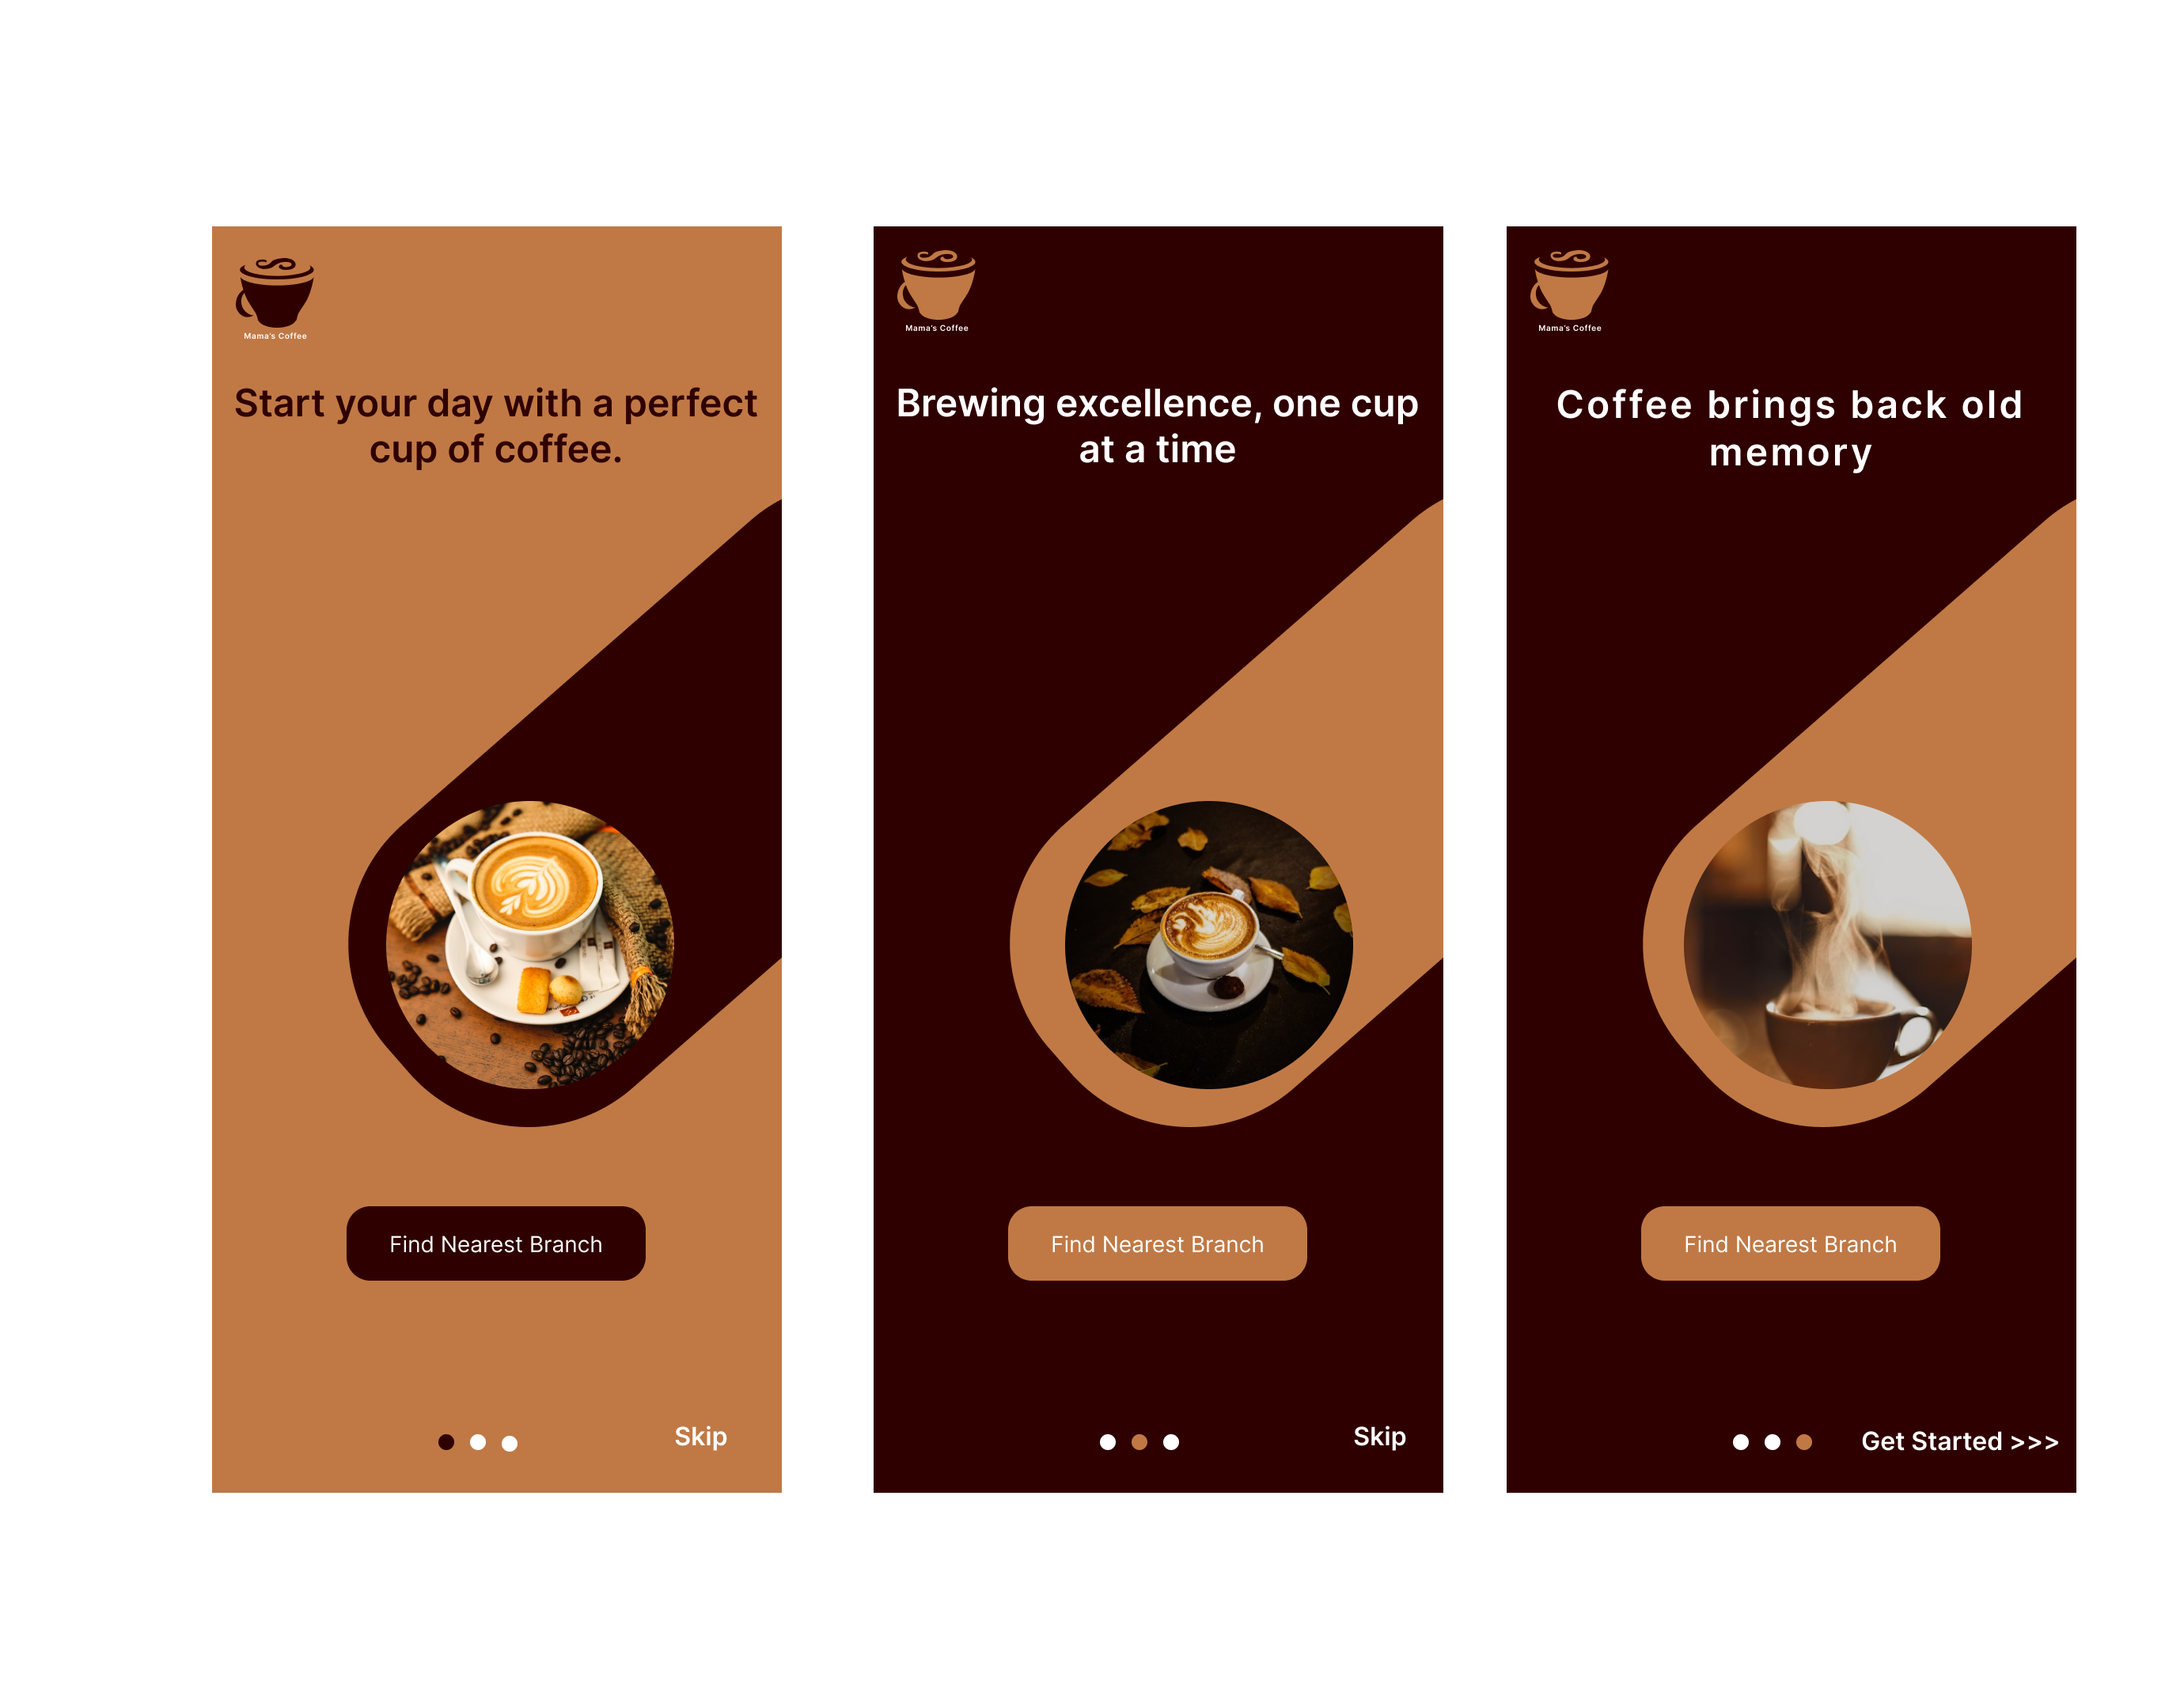 Mama's Coffee
Start your day with a perfect
cup of coffee.
Find Nearest Branch
Skip
Mama's Coffee
Brewing excellence, one cup
at a time
Find Nearest Branch
Skip
Mama's Coffee
Coffee brings back old
memory
Find Nearest Branch
Get Started >>>